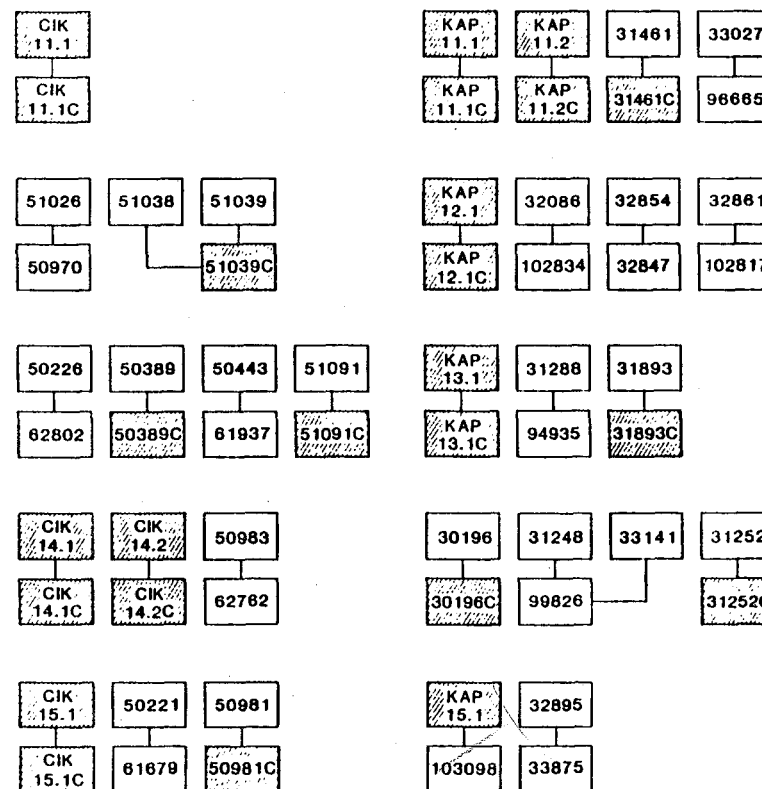 CIK
11.1
CIK
11.1C
KAP
11.1
KAP
11.2
31461
33027
KAP
11.1C
KAP
11.2C
31461C
96665
51026
51038
51039
50970
51039C
KAP
12.1
32086
32854
32861
KAP
12.1C
102834
32847
102817
50226
50389
50443
51091
62802
50389C
61937
51091C
KAP
13.1
31288
31893
KAP
13.1C
94935
31893C
CIK
14.1
CIK
14.2
50983
CIK
14.1C
CIK
14.2C
62762
30196
31248
33141
31252
30196C
99826
31252C
CIK
15.1
50221
50981
CIK
15.1C
61679
50981C
KAP
15.1
32895
103098
33875